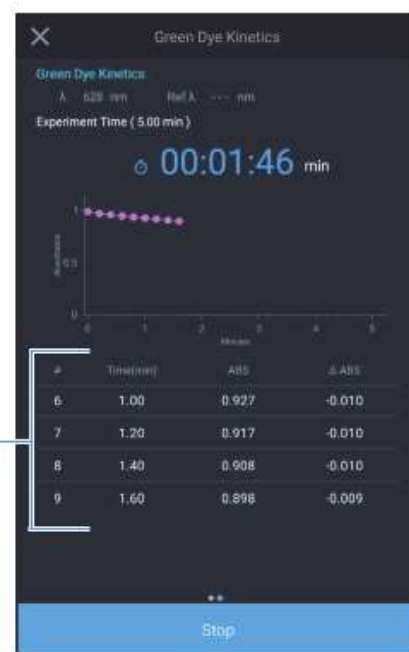 Green Dye Kinetics
Green Dye Kinetics
λ 628 nm Ref λ --- nm
Experiment Time ( 5.00 min )
00:01:46 min
1
0.5
0
Absorbance
0 1 2 3 4 5
Minutes
# Time(min) ABS Δ ABS
6 1.00 0.927 -0.010
7 1.20 0.917 -0.010
8 1.40 0.908 -0.010
9 1.60 0.898 -0.009
Stop